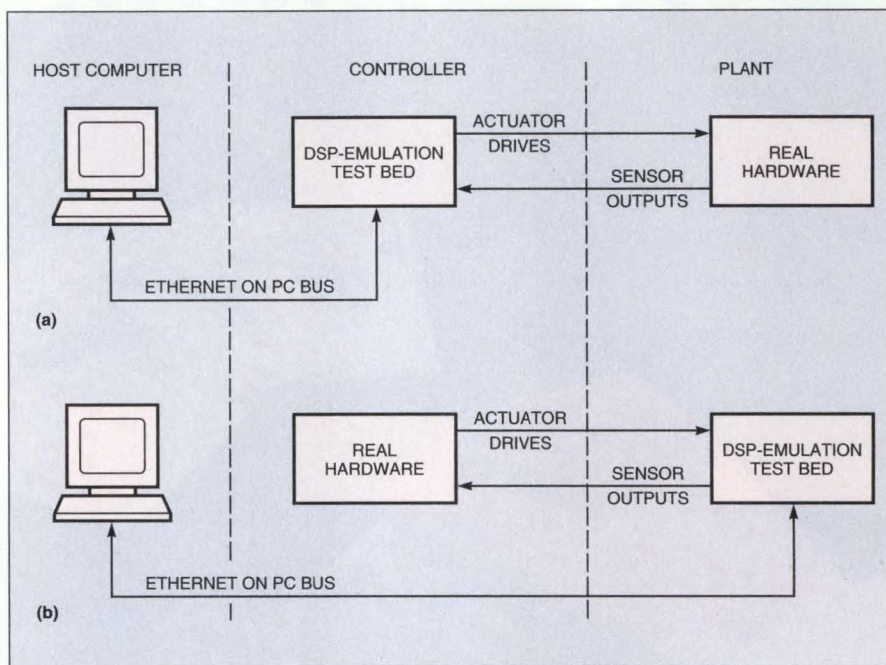 HOST COMPUTER
CONTROLLER
PLANT
DSP-EMULATION
TEST BED
ACTUATOR
DRIVES
SENSOR
OUTPUTS
REAL
HARDWARE
ETHERNET ON PC BUS
(a)
REAL
HARDWARE
ACTUATOR
DRIVES
SENSOR
OUTPUTS
DSP-EMULATION
TEST BED
ETHERNET ON PC BUS
(b)